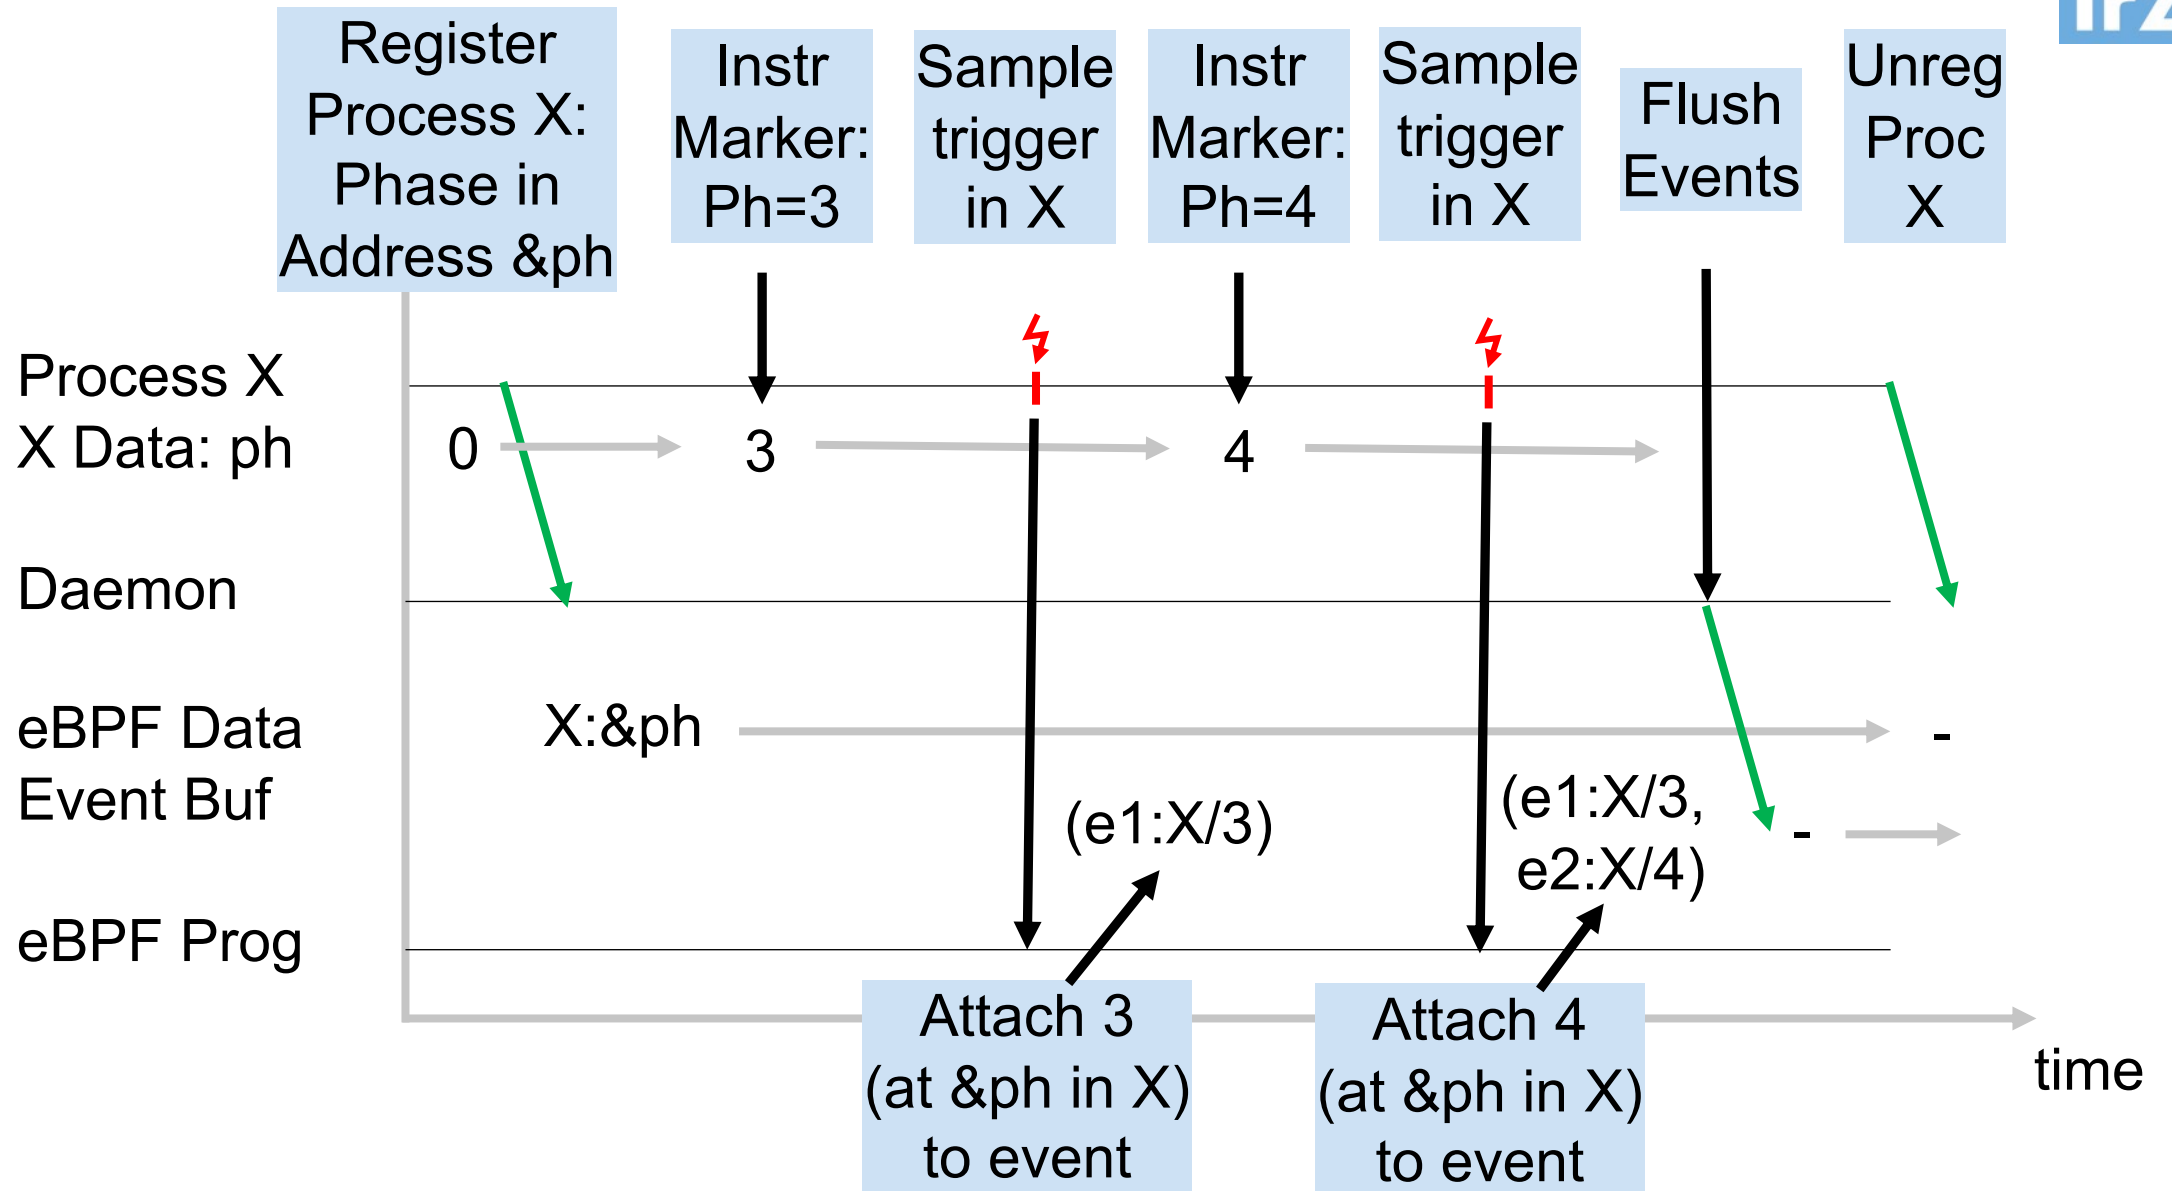 Register
Process X:
Phase in
Address &ph
Instr
Marker:
Ph=3
Sample
trigger
in X
Instr
Marker:
Ph=4
Sample
trigger
in X
Flush
Events
Unreg
Proc
X
Process X
X Data: ph
0
3
4
Daemon
eBPF Data
X:&ph
-
Event Buf
(e1:X/3)
(e1:X/3,
e2:X/4)
-
eBPF Prog
Attach 3
(at &ph in X)
to event
Attach 4
(at &ph in X)
to event
time